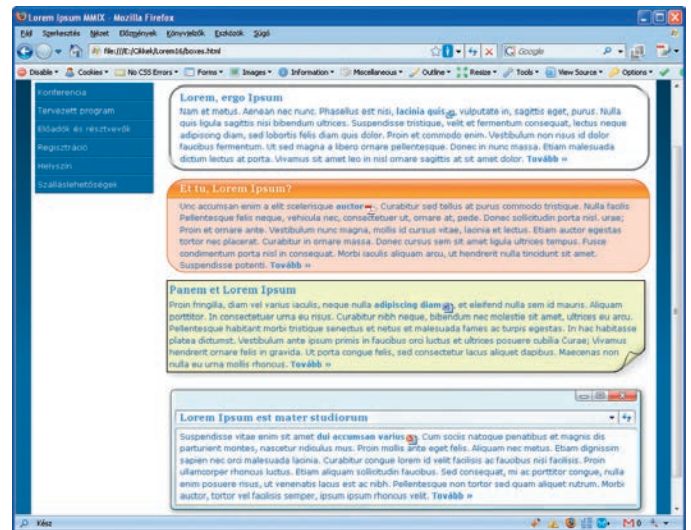 Lorem Ipsum MMIX - Mozilla Firefox
Fájl Szerkesztés Nézet Előzmények Könyvjelzők Eszközök Súgó
file:///E:/Cikkek/Lorem16/boxes.html Google
Disable Cookies No CSS Errors Forms Images Information Miscellaneous Outline Resize Tools View Source Options
Konferencia
Tervezett program
Előadók és résztvevők
Regisztráció
Helyszín
Szálláslehetőségek
Lorem, ergo Ipsum
Nam et metus. Aenean nec nunc. Phasellus est nisi, lacinia quis, vulputate in, sagittis eget, purus. Nulla
quis ligula sagittis nisi bibendum ultrices. Suspendisse tristique, velit et fermentum consequat, lectus neque
adipiscing diam, sed lobortis felis diam quis dolor. Proin et commodo enim. Vestibulum non risus id dolor
faucibus fermentum. Ut sed magna a libero ornare pellentesque. Donec in nunc massa. Etiam malesuada
dictum lectus at porta. Vivamus sit amet leo in nisl ornare sagittis at sit amet dolor. Tovább »
Et tu, Lorem Ipsum?
Unc accumsan enim a elit scelerisque auctor. Curabitur sed tellus at purus commodo tristique. Nulla facilis
Pellentesque felis neque, vehicula nec, consectetuer ut, ornare at, pede. Donec sollicitudin porta nisl. urae;
Proin et ornare ante. Vestibulum nunc magna, mollis id cursus vitae, lacinia et lectus. Etiam auctor egestas
tortor nec placerat. Curabitur in ornare massa. Donec cursus sem sit amet ligula ultrices tempus. Fusce
condimentum porta nisl in consequat. Morbi iaculis aliquam arcu, ut hendrerit nulla tincidunt sit amet.
Suspendisse potenti. Tovább »
Panem et Lorem Ipsum
Proin fringilla, diam vel varius iaculis, neque nulla adipiscing diam, et eleifend nulla sem id mauris. Aliquam
porttitor. In consectetuer urna eu risus. Curabitur nibh neque, bibendum nec molestie sit amet, ultrices eu arcu.
Pellentesque habitant morbi tristique senectus et netus et malesuada fames ac turpis egestas. In hac habitasse
platea dictumst. Vestibulum ante ipsum primis in faucibus orci luctus et ultrices posuere cubilia Curae; Vivamus
hendrerit ornare felis in gravida. Ut porta congue felis, sed consectetur lacus aliquet dapibus. Maecenas non
nulla eu urna mollis rhoncus. Tovább »
Lorem Ipsum est mater studiorum
Suspendisse vitae enim sit amet dui accumsan varius. Cum sociis natoque penatibus et magnis dis
parturient montes, nascetur ridiculus mus. Proin mollis ante eget felis. Aliquam nec metus. Etiam dignissim
sapien nec orci malesuada lacinia. Curabitur congue lorem id velit facilisis ac faucibus nisi facilisis. Proin
ullamcorper rhoncus luctus. Etiam aliquam sollicitudin faucibus. Sed consequat, mi ac porttitor congue, nulla
enim posuere risus, ut venenatis lacus est ac nibh. Pellentesque non tortor sed quam aliquet rutrum. Morbi
auctor, tortor vel facilisis semper, ipsum ipsum rhoncus velit. Tovább »
Kész